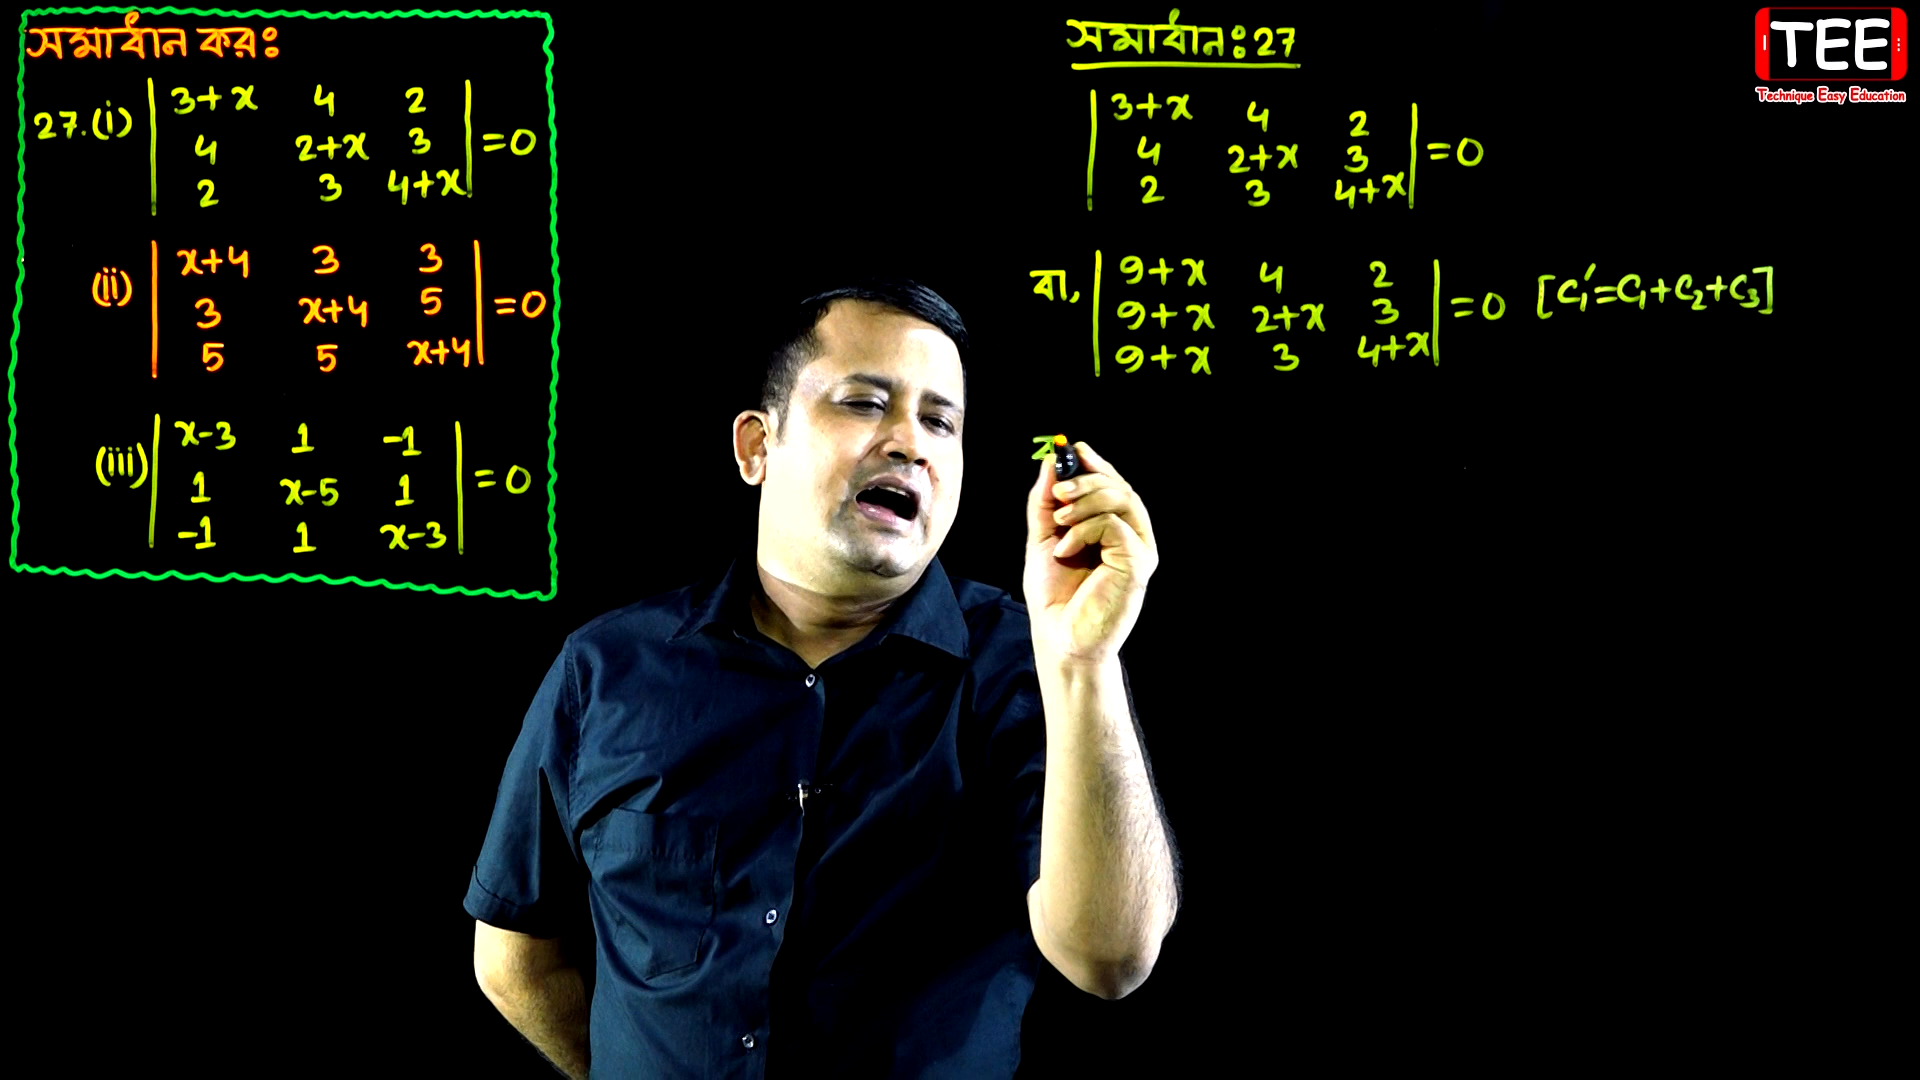 সমাধান করঃ
27.(i) | 3+x 4 2 |
| 4 2+x 3 | =0
| 2 3 4+x |
(ii) | x+4 3 3 |
| 3 x+4 5 | =0
| 5 5 x+4 |
(iii) | x-3 1 -1 |
| 1 x-5 1 | =0
| -1 1 x-3 |
সমাধানঃ27
| 3+x 4 2 |
| 4 2+x 3 | =0
| 2 3 4+x |
বা, | 9+x 4 2 |
| 9+x 2+x 3 | =0 [C₁′=C₁+C₂+C₃]
| 9+x 3 4+x |
TEE
Technique Easy Education